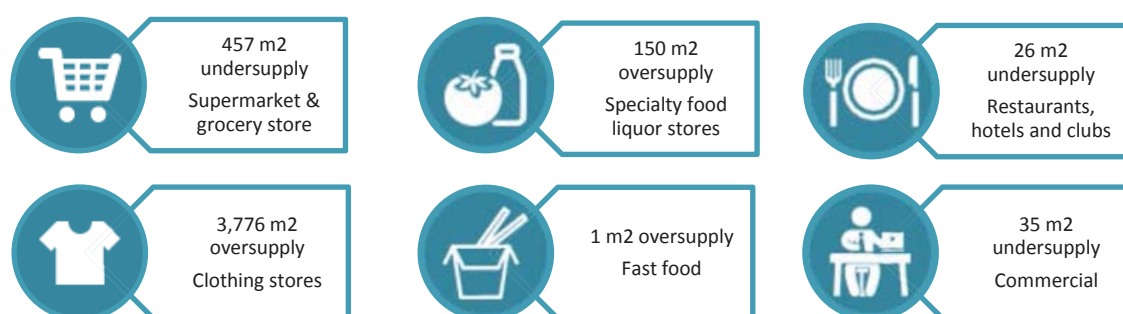 457 m2
undersupply
Supermarket &
grocery store
150 m2
oversupply
Specialty food
liquor stores
26 m2
undersupply
Restaurants,
hotels and clubs
3,776 m2
oversupply
Clothing stores
1 m2 oversupply
Fast food
35 m2
undersupply
Commercial